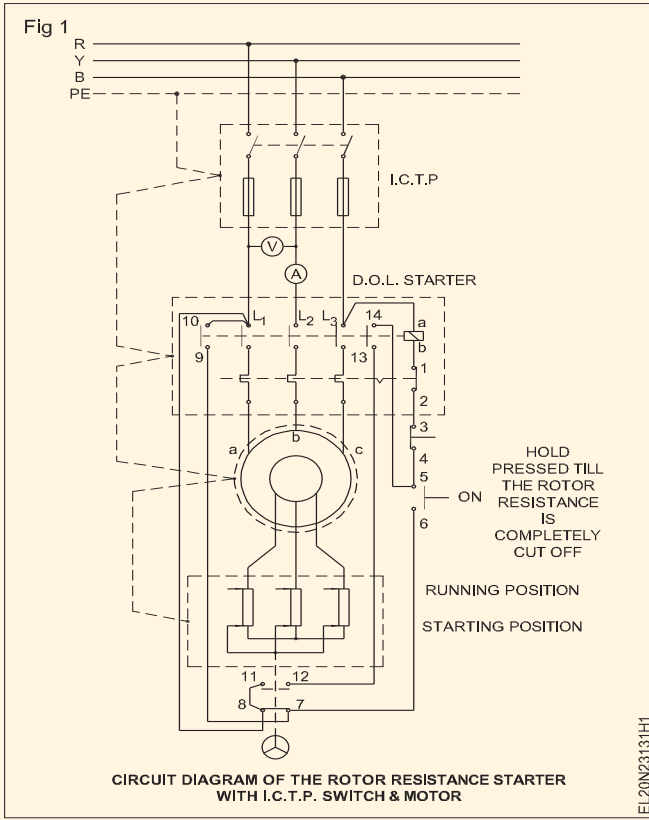 Fig 1
R
Y
B
PE
I.C.T.P
V
A
D.O.L. STARTER
10 L1 L2 L3 14 a
b
9 13 1
2
a b c
3
4
5
6
ON
HOLD
PRESSED TILL
THE ROTOR
RESISTANCE
IS
COMPLETELY
CUT OFF
RUNNING POSITION
STARTING POSITION
11 12
8 7
CIRCUIT DIAGRAM OF THE ROTOR RESISTANCE STARTER
WITH I.C.T.P. SWITCH & MOTOR
EL20N23131H1